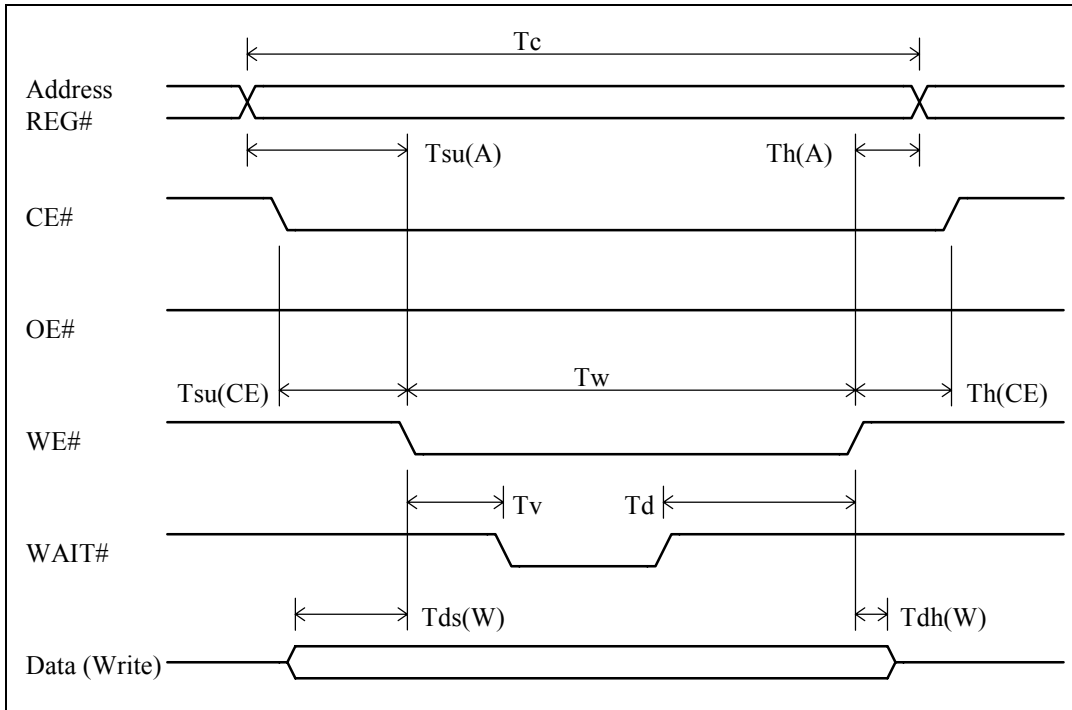 Tc
Address
REG#
Tsu(A)
Th(A)
CE#
OE#
Tsu(CE)
Tw
Th(CE)
WE#
Tv
Td
WAIT#
Tds(W)
Tdh(W)
Data (Write)